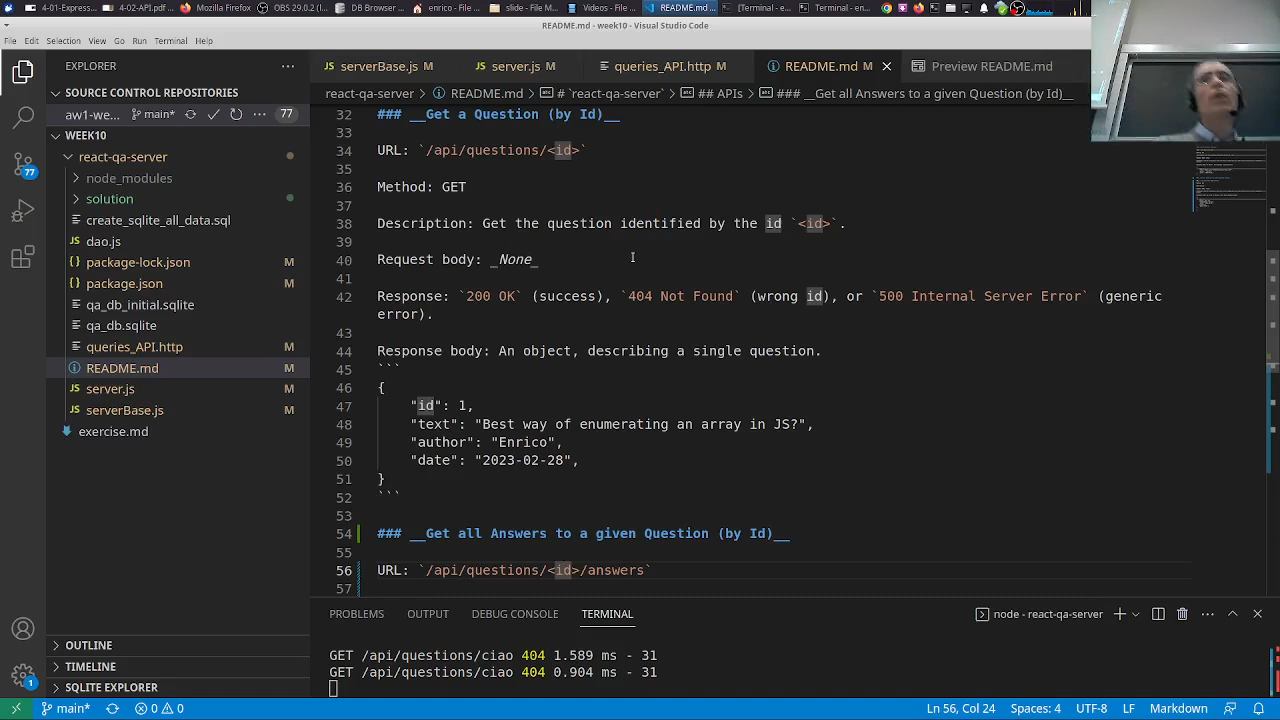 4-01-Express...
4-02-API.pdf ...
Mozilla Firefox
OBS 29.0.2 (...
DB Browser ...
enrico - File ...
slide - File M...
README.md...
[Terminal - e...
Terminal - en...
README.md - week10 - Visual Studio Code
File Edit Selection View Go Run Terminal Help
EXPLORER
serverBase.js M
server.js M
queries_API.http M
README.md M
Preview README.md
SOURCE CONTROL REPOSITORIES
react-qa-server > README.md > # `react-qa-server` > ## APIs > ### __Get all Answers to a given Question (by Id)__
aw1-we... main* 77
WEEK10
react-qa-server
node_modules
solution
create_sqlite_all_data.sql
dao.js
package-lock.json M
package.json M
qa_db_initial.sqlite
qa_db.sqlite
queries_API.http M
README.md M
server.js M
serverBase.js M
exercise.md
77
OUTLINE
TIMELINE
SQLITE EXPLORER
1
32 ### __Get a Question (by Id)__
33
34 URL: `/api/questions/<id>`
35
36 Method: GET
37
38 Description: Get the question identified by the id `<id>`.
39
40 Request body: _None_
41
42 Response: `200 OK` (success), `404 Not Found` (wrong id), or `500 Internal Server Error` (generic
error).
43
44 Response body: An object, describing a single question.
45 ```
46 {
47 "id": 1,
48 "text": "Best way of enumerating an array in JS?",
49 "author": "Enrico",
50 "date": "2023-02-28",
51 }
52 ```
53
54 ### __Get all Answers to a given Question (by Id)__
55
56 URL: `/api/questions/<id>/answers`
57
PROBLEMS OUTPUT DEBUG CONSOLE TERMINAL
node - react-qa-server
GET /api/questions/ciao 404 1.589 ms - 31
GET /api/questions/ciao 404 0.904 ms - 31
main* 0 0
Ln 56, Col 24 Spaces: 4 UTF-8 LF Markdown